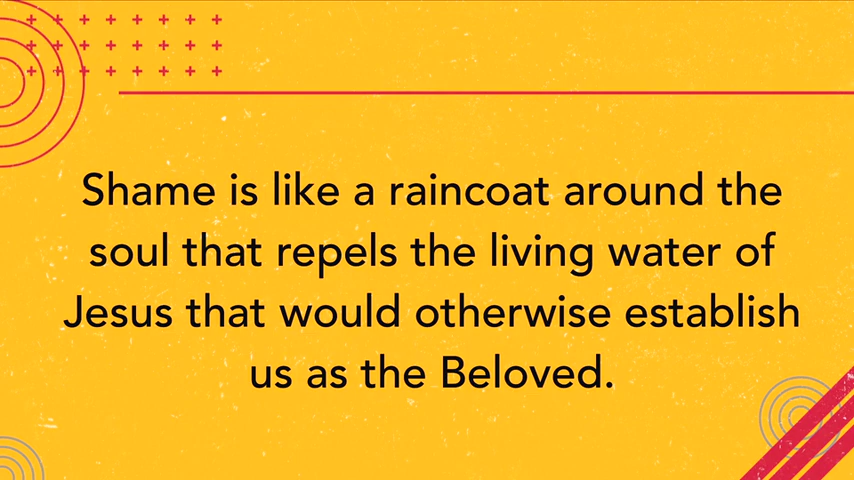 Shame is like a raincoat around the
soul that repels the living water of
Jesus that would otherwise establish
us as the Beloved.